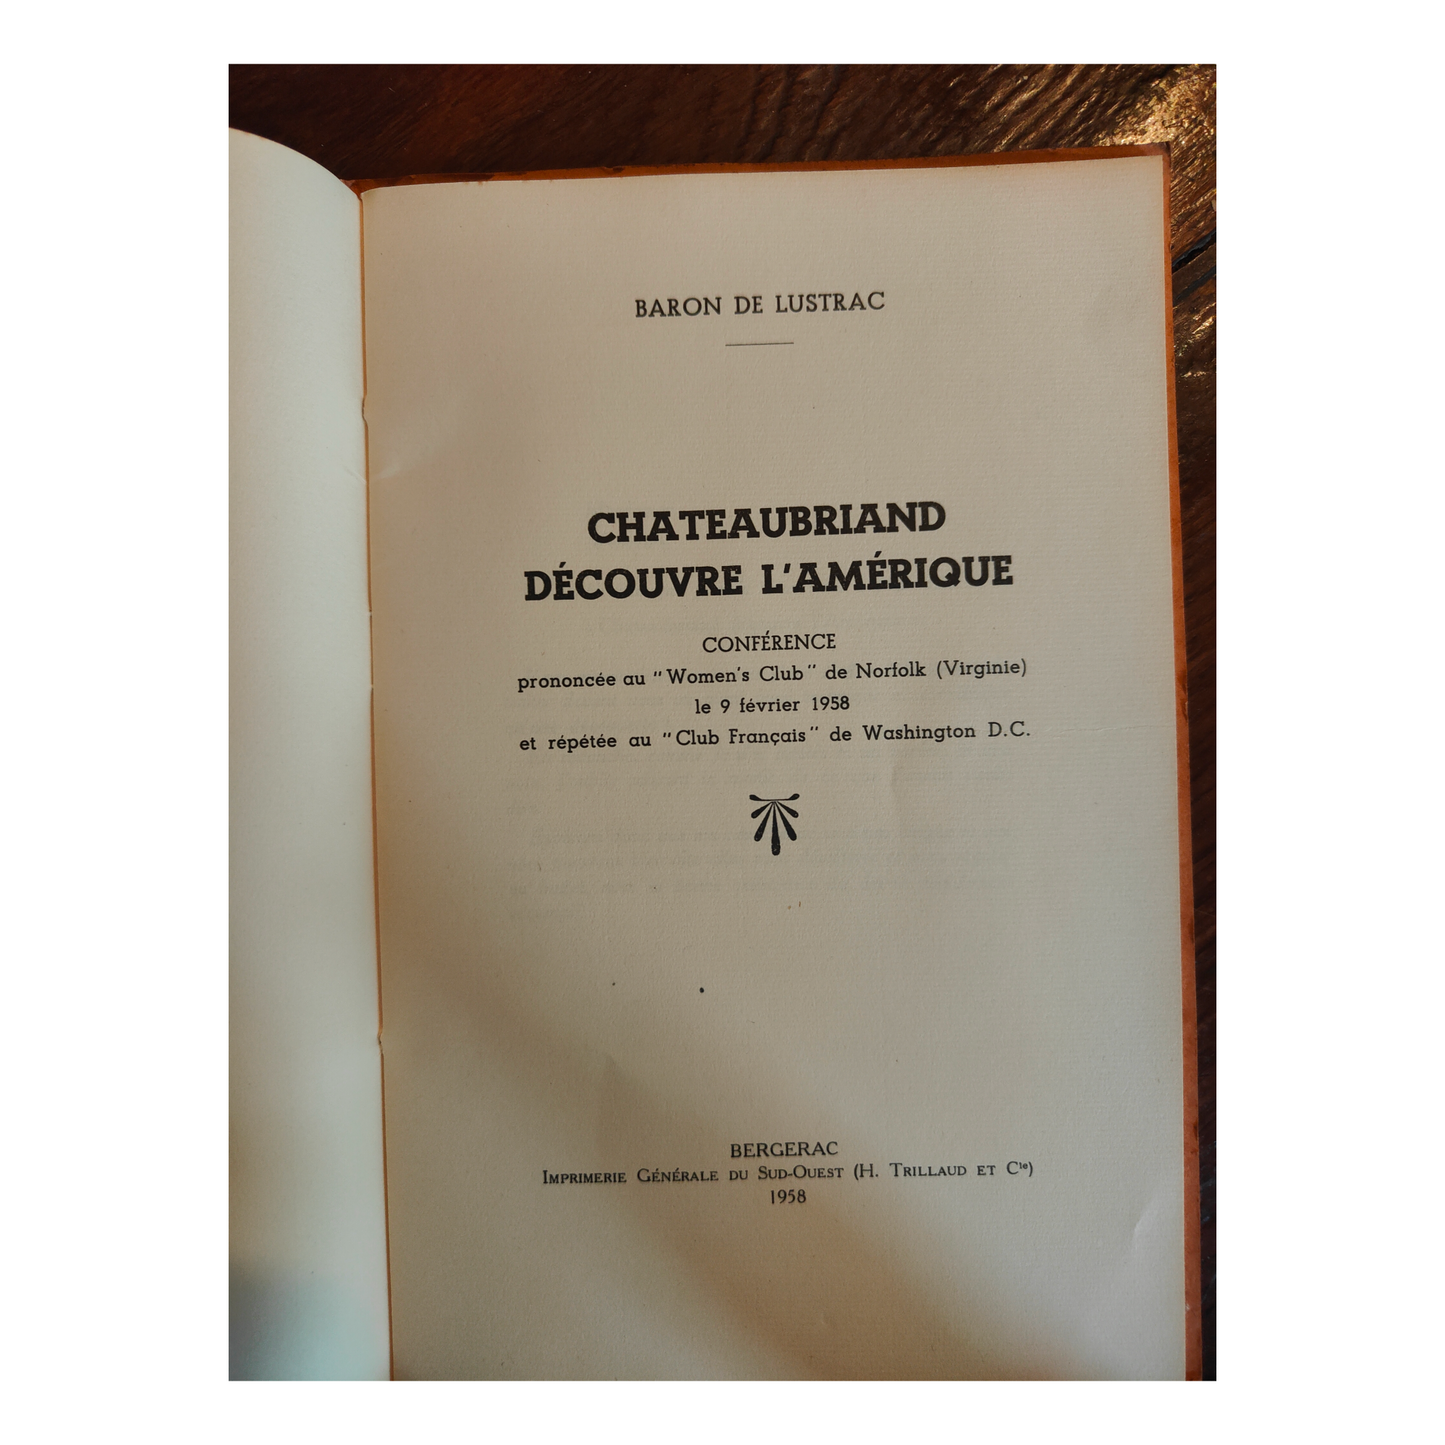 BARON DE LUSTRAC
CHATEAUBRIAND
DÉCOUVRE L'AMÉRIQUE
CONFÉRENCE
prononcée au "Women's Club" de Norfolk (Virginie)
le 9 février 1958
et répétée au "Club Français" de Washington D.C.
BERGERAC
IMPRIMERIE GÉNÉRALE DU SUD-OUEST (H. TRILLAUD ET Cie)
1958